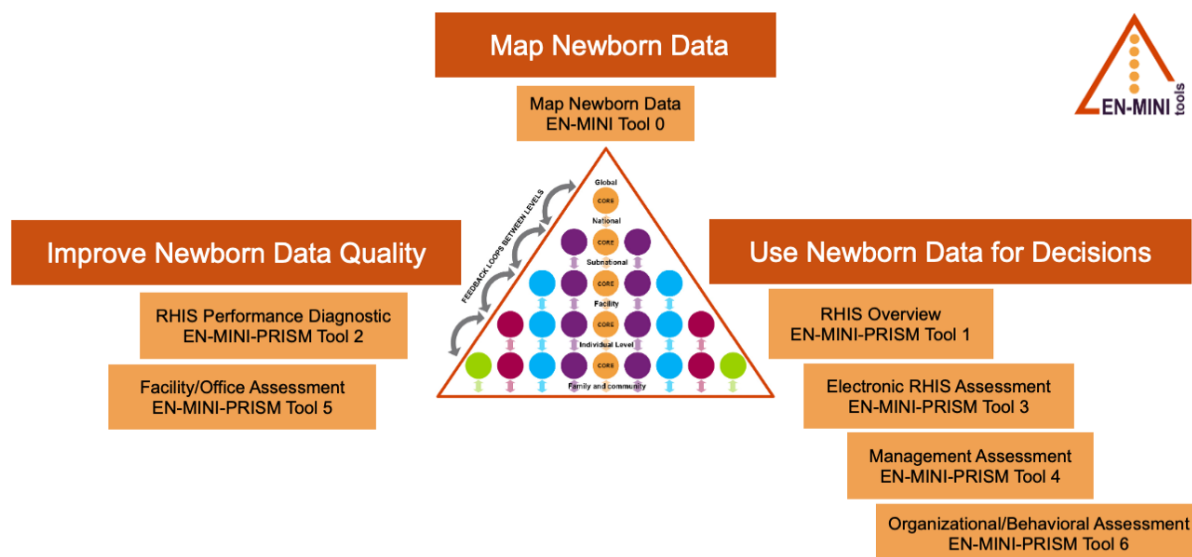 Map Newborn Data
Map Newborn Data
EN-MINI Tool 0
EN-MINI
tools
Improve Newborn Data Quality
RHIS Performance Diagnostic
EN-MINI-PRISM Tool 2
Facility/Office Assessment
EN-MINI-PRISM Tool 5
FEEDBACK LOOPS BETWEEN LEVELS
Global
CORE
National
CORE
Subnational
CORE
Facility
CORE
Individual Level
CORE
Family and community
Use Newborn Data for Decisions
RHIS Overview
EN-MINI-PRISM Tool 1
Electronic RHIS Assessment
EN-MINI-PRISM Tool 3
Management Assessment
EN-MINI-PRISM Tool 4
Organizational/Behavioral Assessment
EN-MINI-PRISM Tool 6